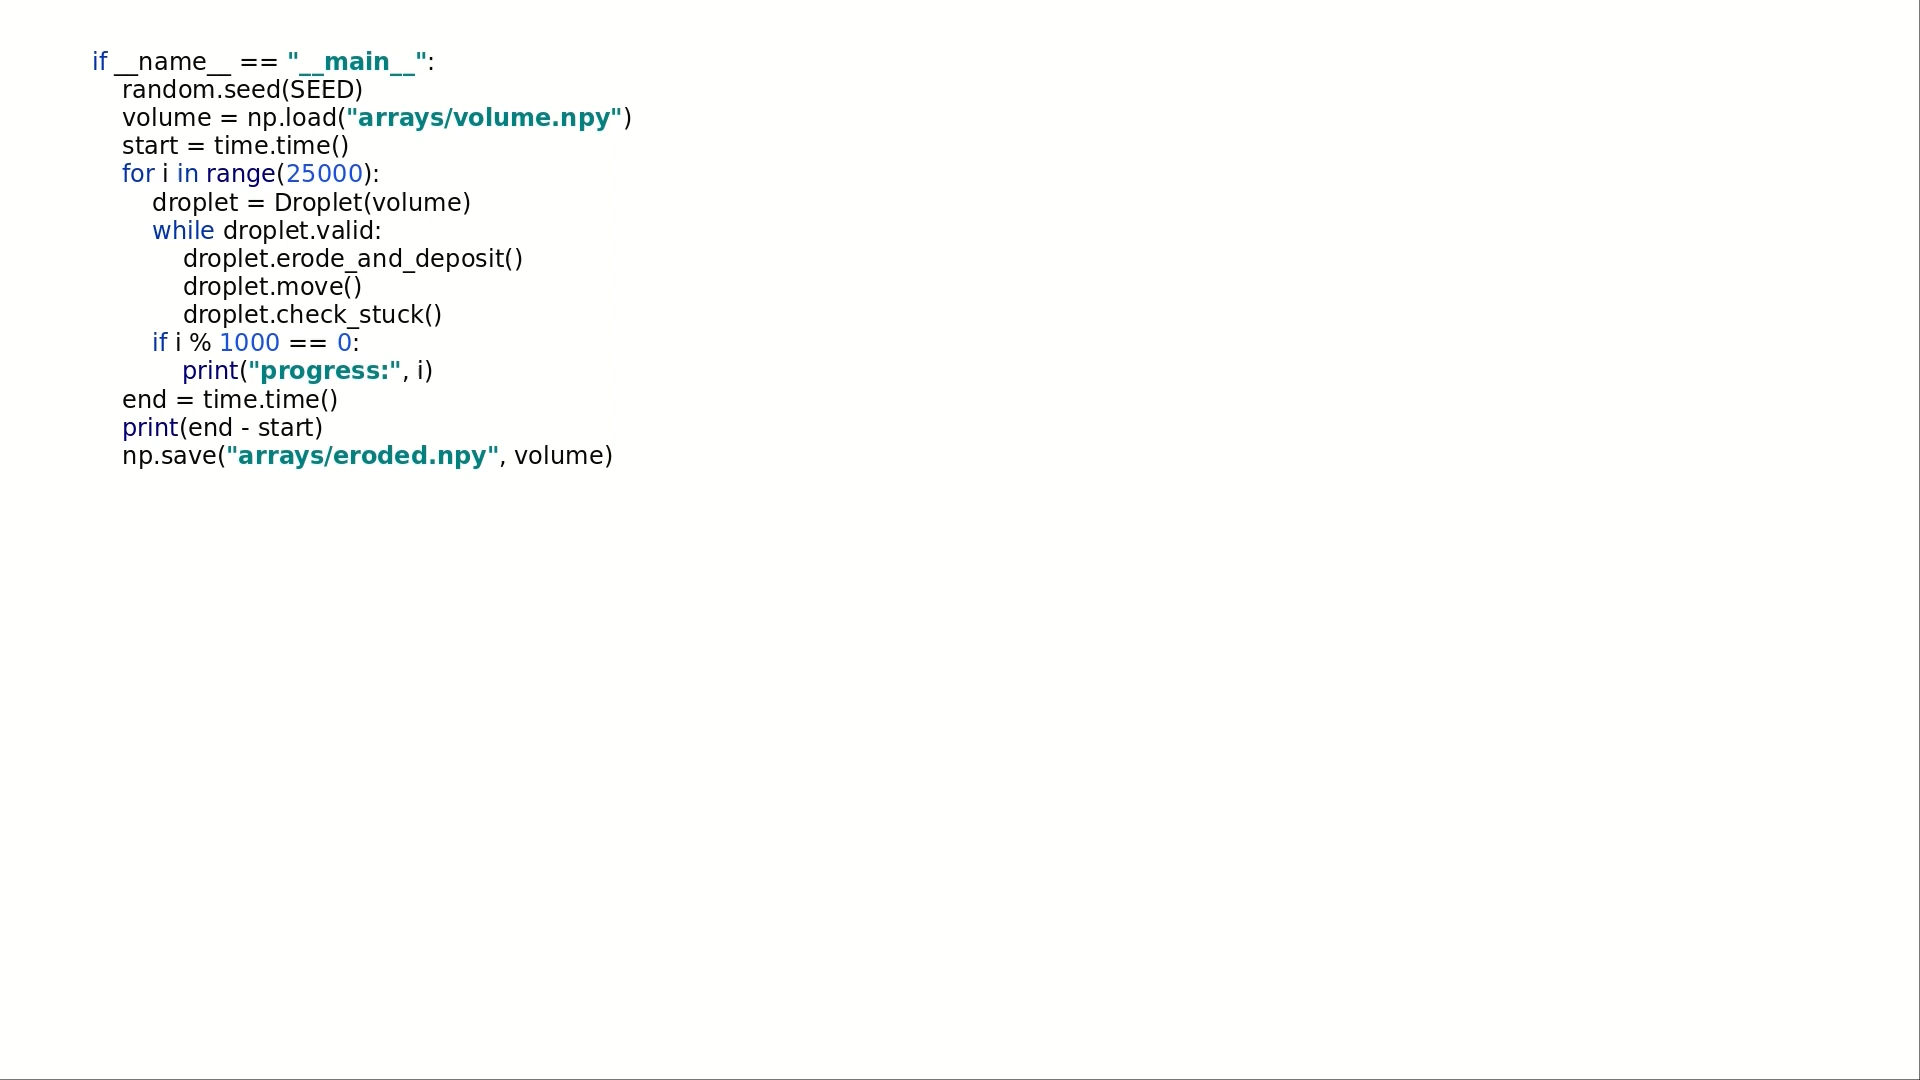 if __name__ == "__main__":
    random.seed(SEED)
    volume = np.load("arrays/volume.npy")
    start = time.time()
    for i in range(25000):
        droplet = Droplet(volume)
        while droplet.valid:
            droplet.erode_and_deposit()
            droplet.move()
            droplet.check_stuck()
        if i % 1000 == 0:
            print("progress:", i)
    end = time.time()
    print(end - start)
    np.save("arrays/eroded.npy", volume)